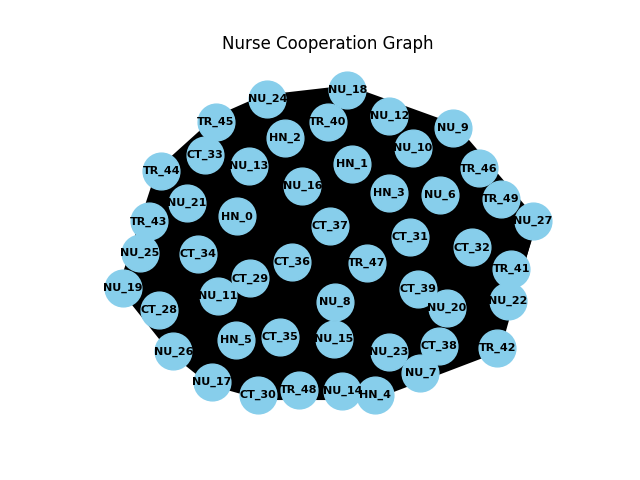 Nurse Cooperation Graph
NU_18
NU_24
NU_12
TR_45
TR_40
NU_9
HN_2
NU_10
CT_33
HN_1
NU_13
TR_46
TR_44
NU_16
HN_3
NU_6
TR_49
NU_21
HN_0
TR_43
NU_27
CT_37
CT_31
CT_32
NU_25
CT_34
CT_36
TR_47
TR_41
CT_29
NU_19
CT_39
NU_11
NU_8
NU_22
NU_20
CT_28
CT_35
NU_15
HN_5
CT_38
TR_42
NU_26
NU_23
NU_7
NU_17
TR_48
NU_14
CT_30
HN_4